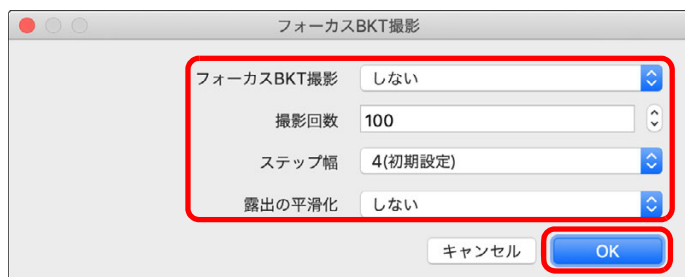 フォーカスBKT撮影
フォーカスBKT撮影 しない
撮影回数 100
ステップ幅 4(初期設定)
露出の平滑化 しない
キャンセル OK